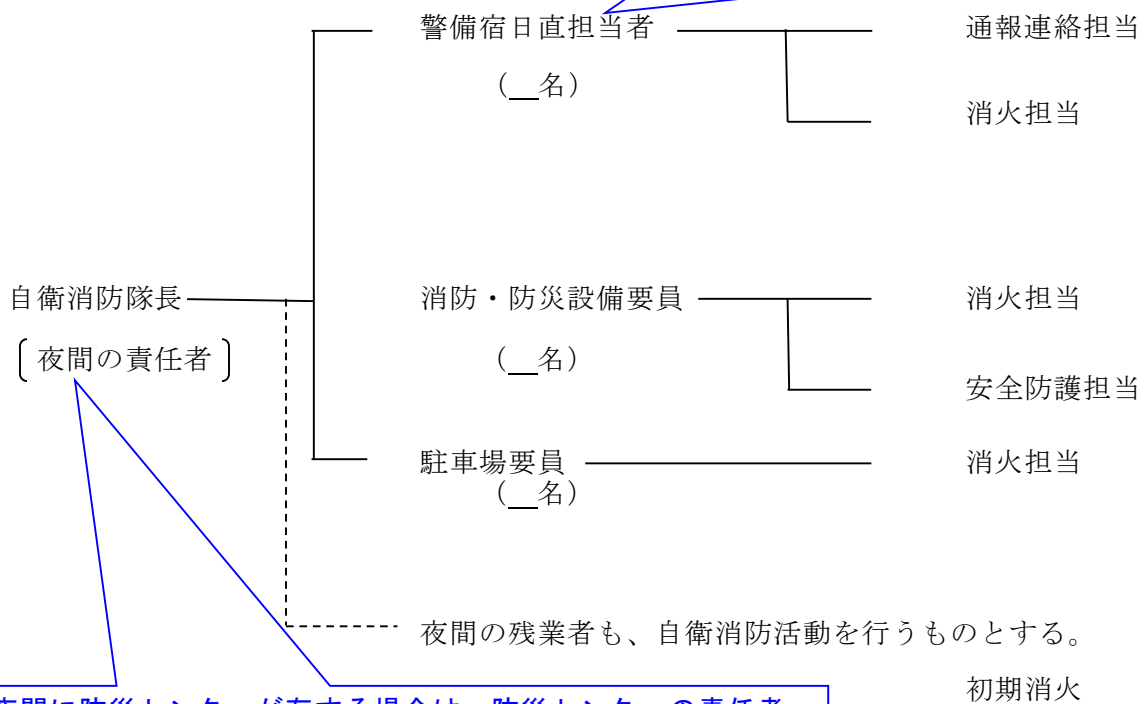 警備宿日直担当者 通報連絡担当
(__名)
消火担当
自衛消防隊長 消防・防災設備要員 消火担当
〔夜間の責任者〕 (__名)
安全防護担当
駐車場要員 消火担当
(__名)
夜間の残業者も、自衛消防活動を行うものとする。
初期消火